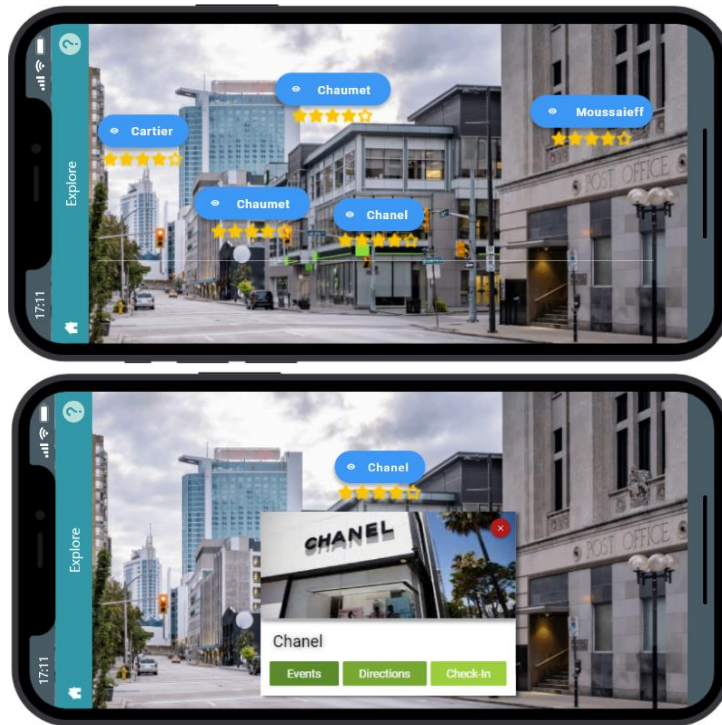 17:11
Explore
?
Chaumet
Moussaieff
Cartier
Chaumet
Chanel
POST OFFICE
17:11
Explore
?
Chanel
POST OFFICE
CHANEL
×
Chanel
Events
Directions
Check-In